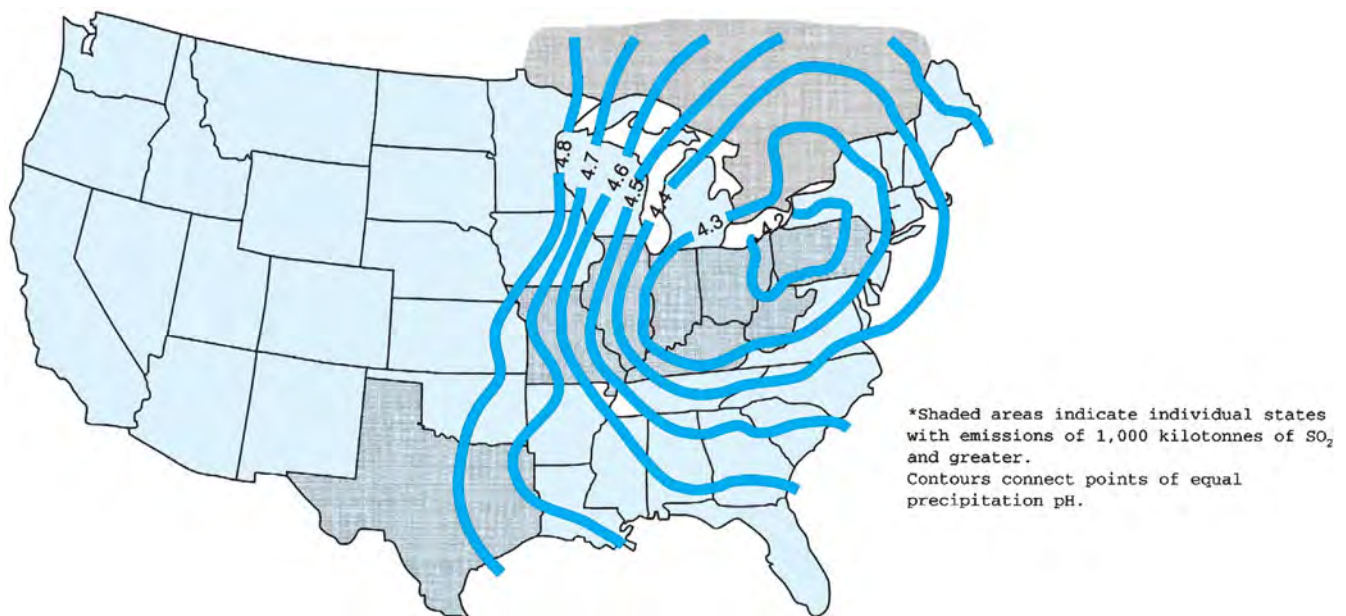 4.8
4.7
4.6
4.5
4.4
4.3
4.2
*Shaded areas indicate individual states
with emissions of 1,000 kilotonnes of SO₂
and greater.
Contours connect points of equal
precipitation pH.